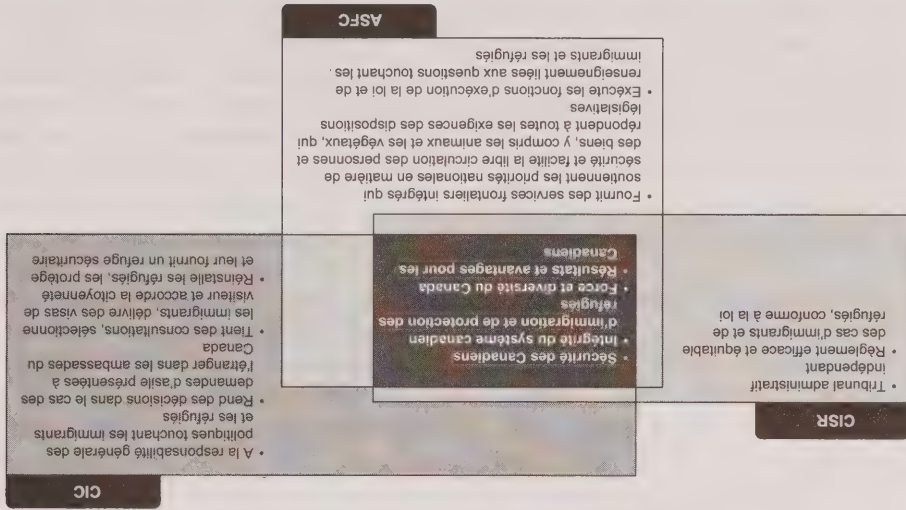 CIC
• A la responsabilité générale des
politiques touchant les immigrants
et les réfugiés
• Rend des décisions dans le cas des
demandes d'asile présentées à
l'étranger dans les ambassades du
Canada
• Tient des consultations, sélectionne
les immigrants, délivre des visas de
visiteur et accorde la citoyenneté
• Réinstalle les réfugiés, les protège
et leur fournit un refuge sécuritaire
CISR
• Tribunal administratif
indépendant
• Règlement efficace et équitable
des cas d'immigrants et de
réfugiés, conforme à la loi
• Sécurité des Canadiens
• Intégrité du système canadien
d'immigration et de protection des
réfugiés
• Force et diversité du Canada
• Résultats et avantages pour les
Canadiens
• Fournit des services frontaliers intégrés qui
soutiennent les priorités nationales en matière de
sécurité et facilite la libre circulation des personnes et
des biens, y compris les animaux et les végétaux, qui
répondent à toutes les exigences des dispositions
législatives
• Exécute les fonctions d'exécution de la loi et de
renseignement liées aux questions touchant les
immigrants et les réfugiés
ASFC